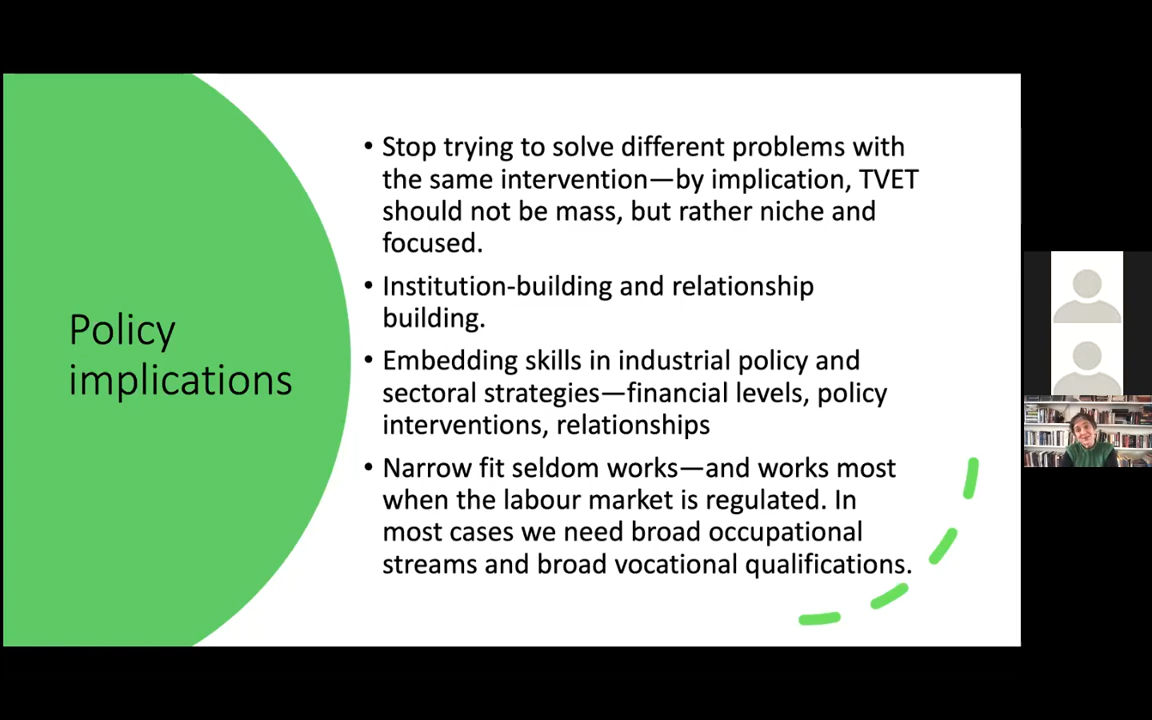 Policy
implications
• Stop trying to solve different problems with
the same intervention—by implication, TVET
should not be mass, but rather niche and
focused.
• Institution-building and relationship
building.
• Embedding skills in industrial policy and
sectoral strategies—financial levels, policy
interventions, relationships
• Narrow fit seldom works—and works most
when the labour market is regulated. In
most cases we need broad occupational
streams and broad vocational qualifications.